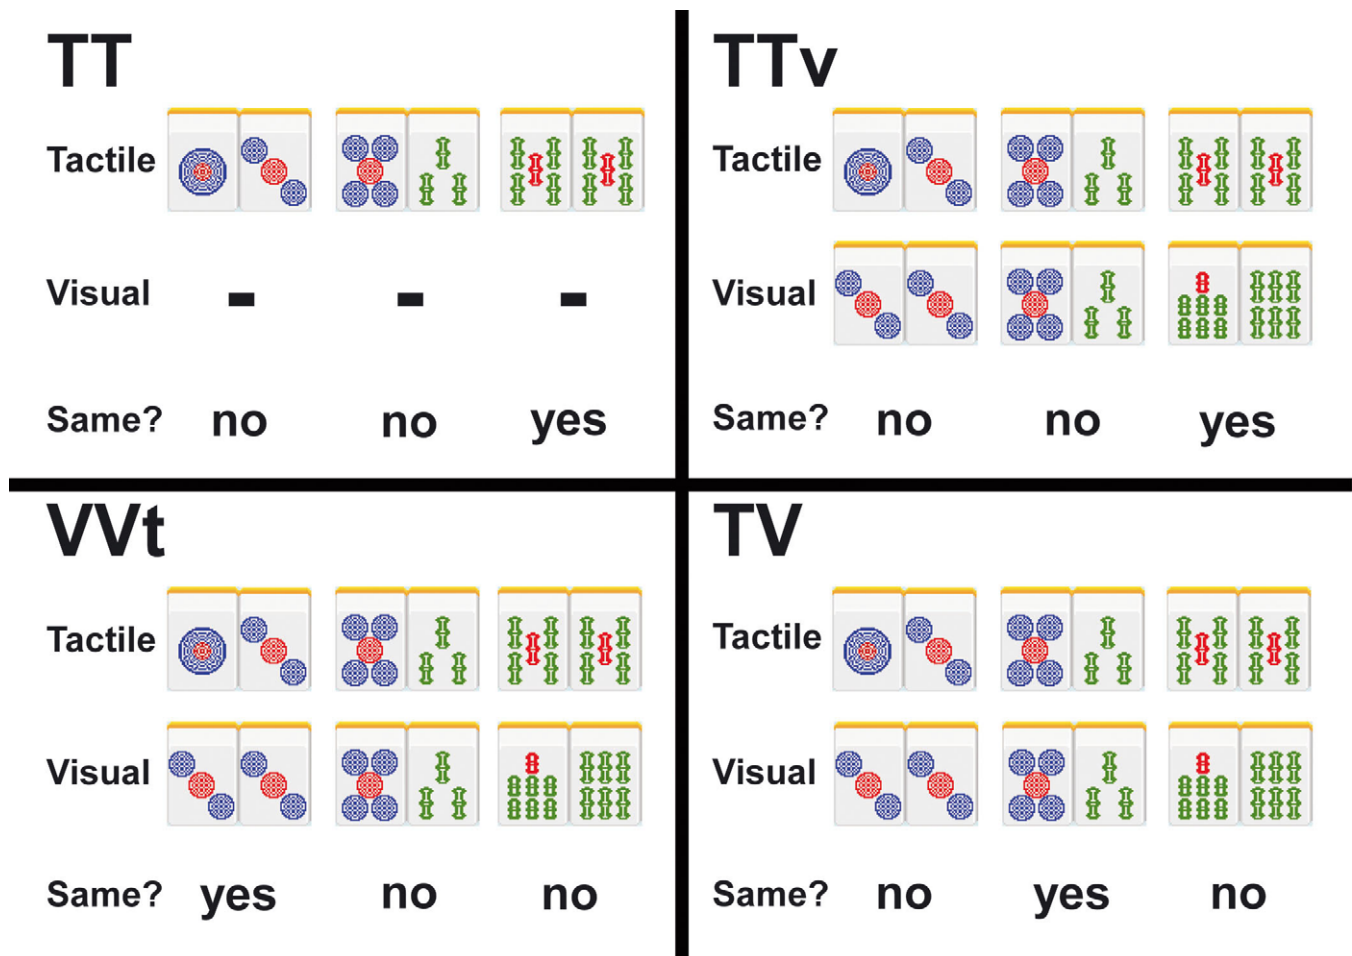 TT
Tactile
Visual - - -
Same? no no yes
TTv
Tactile
Visual
Same? no no yes
VVt
Tactile
Visual
Same? yes no no
TV
Tactile
Visual
Same? no yes no